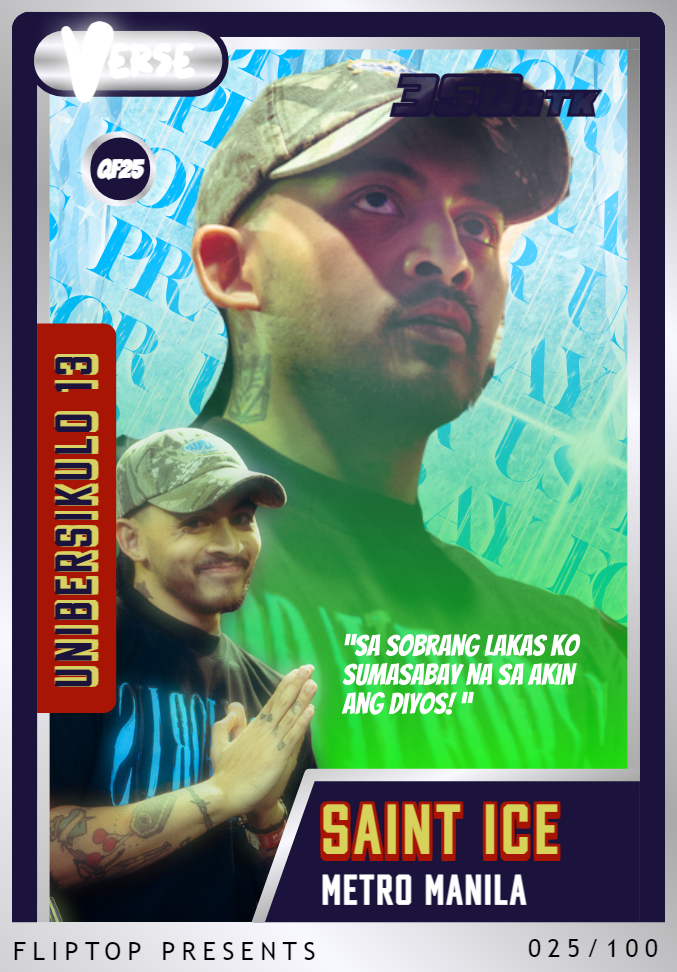 VERSE
3SUATK
QF25
UNIBERSIKULO 13
"SA SOBRANG LAKAS KO
SUMASABAY NA SA AKIN
ANG DIYOS! "
SAINT ICE
METRO MANILA
FLIPTOP PRESENTS
025/100